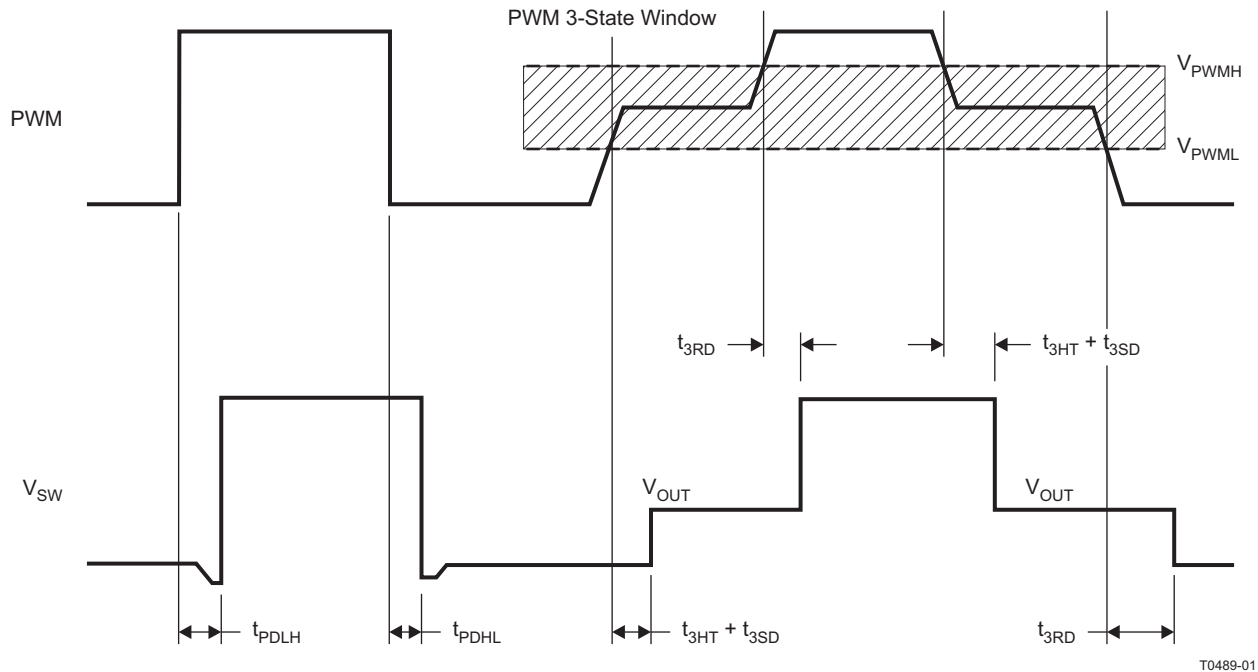 PWM 3-State Window
V_PWMH
PWM
V_PWML
t_3RD
t_3HT + t_3SD
V_SW
V_OUT
V_OUT
t_PDLH
t_PDHL
t_3HT + t_3SD
t_3RD
T0489-01